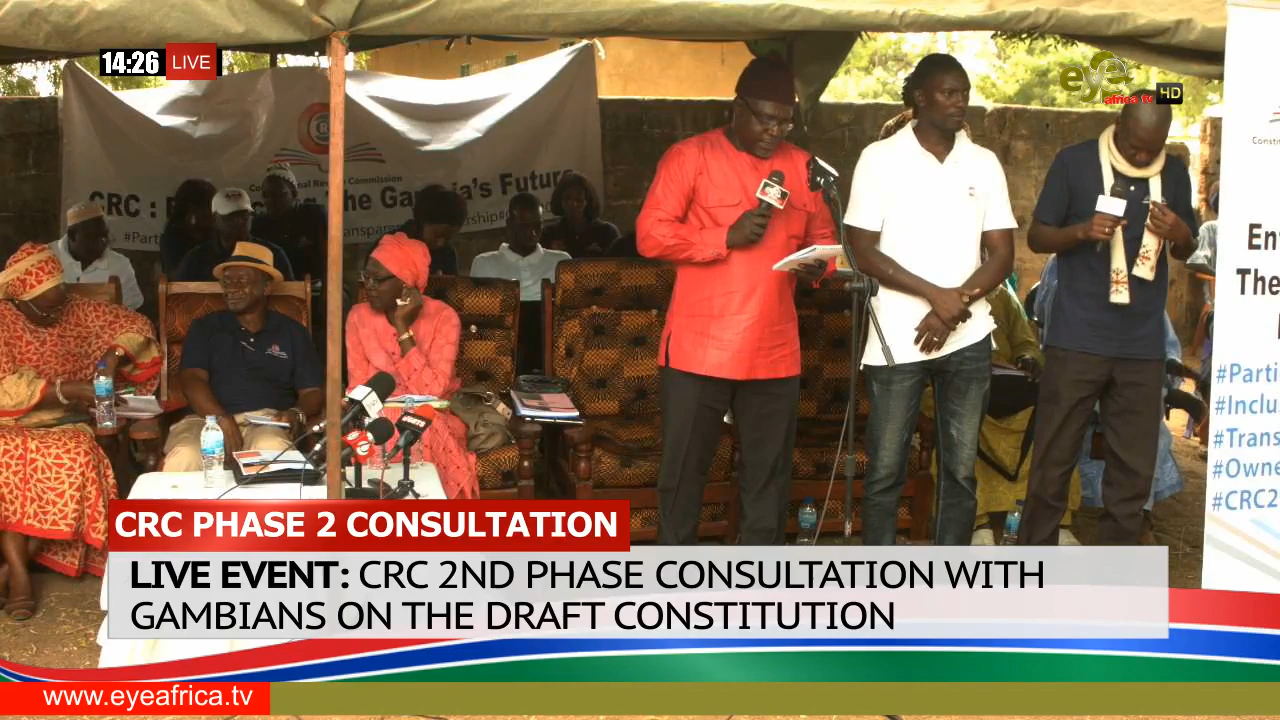 14:26 LIVE
eye
africa tv HD
Review Commission
CRC : The Gambia's Future
En
The
#Parti
#Inclu
#Trans
#Owne
#CRC2
CRC PHASE 2 CONSULTATION
LIVE EVENT: CRC 2ND PHASE CONSULTATION WITH
GAMBIANS ON THE DRAFT CONSTITUTION
www.eyeafrica.tv